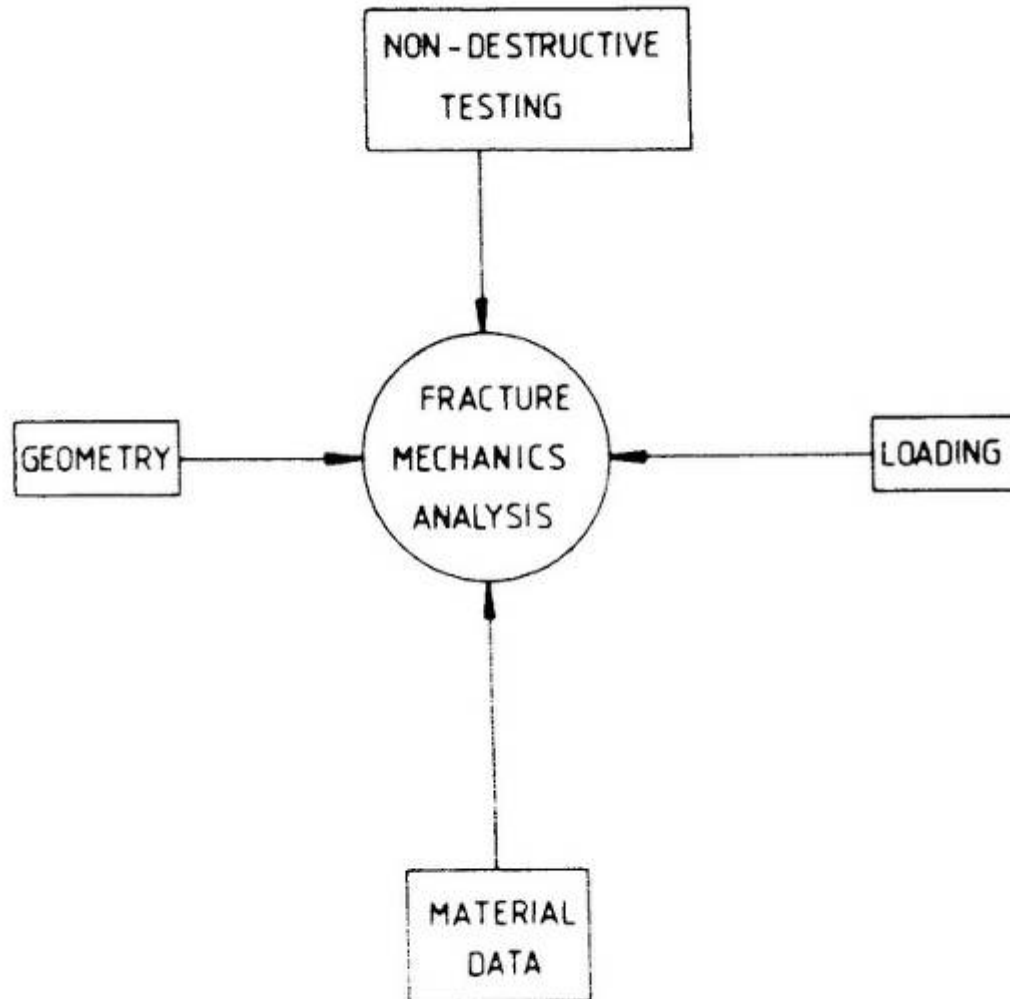 NON-DESTRUCTIVE
TESTING
FRACTURE
MECHANICS
ANALYSIS
GEOMETRY
LOADING
MATERIAL
DATA